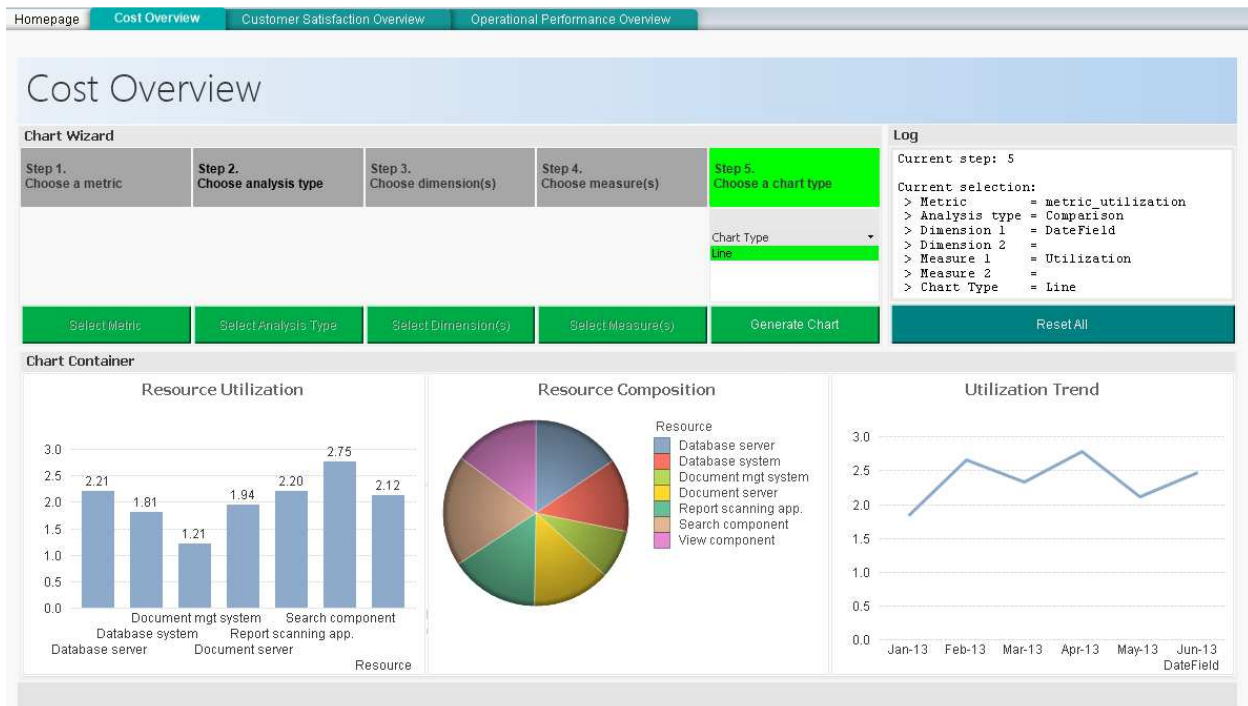 Homepage
Cost Overview
Customer Satisfaction Overview
Operational Performance Overview
Cost Overview
Chart Wizard
Step 1.
Choose a metric
Step 2.
Choose analysis type
Step 3.
Choose dimension(s)
Step 4.
Choose measure(s)
Step 5.
Choose a chart type
Chart Type
Line
Select Metric
Select Analysis Type
Select Dimension(s)
Select Measure(s)
Generate Chart
Log
Current step: 5
Current selection:
> Metric = metric_utilization
> Analysis type = Comparison
> Dimension 1 = DateField
> Dimension 2 =
> Measure 1 = Utilization
> Measure 2 =
> Chart Type = Line
Reset All
Chart Container
Resource Utilization
3.0
2.5
2.0
1.5
1.0
0.5
0.0
2.21
1.81
1.21
1.94
2.20
2.75
2.12
Document mgt system Search component
Database system Report scanning app.
Database server Document server
Resource
Resource Composition
Resource
Database server
Database system
Document mgt system
Document server
Report scanning app.
Search component
View component
Utilization Trend
3.0
2.5
2.0
1.5
1.0
0.5
0.0
Jan-13 Feb-13 Mar-13 Apr-13 May-13 Jun-13
DateField